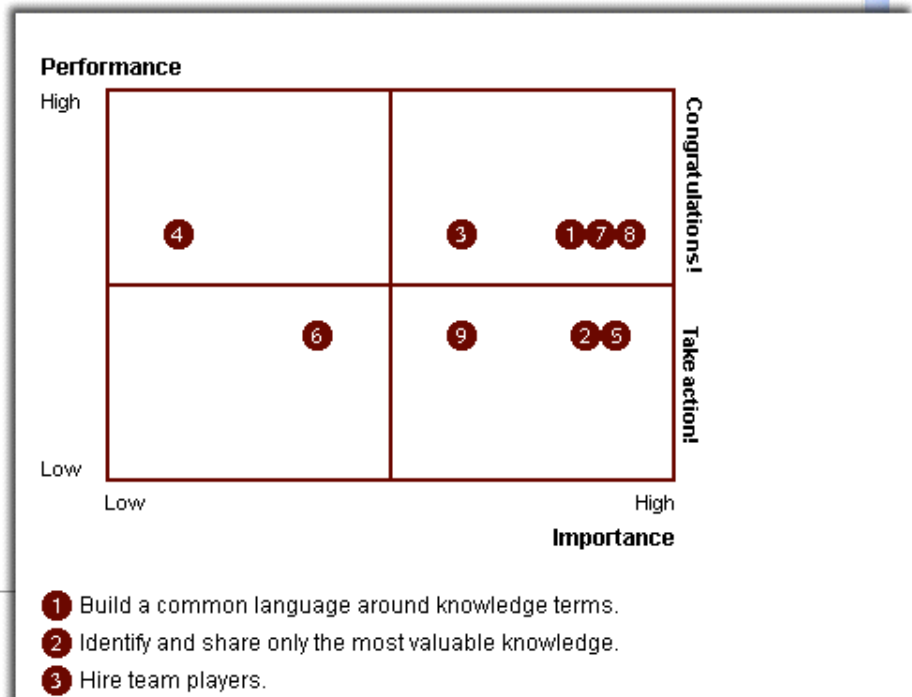 Performance
High
Congratulations!
4
3
1 7 8
6
9
2 5
Take action!
Low
Low
High
Importance
1 Build a common language around knowledge terms.
2 Identify and share only the most valuable knowledge.
3 Hire team players.